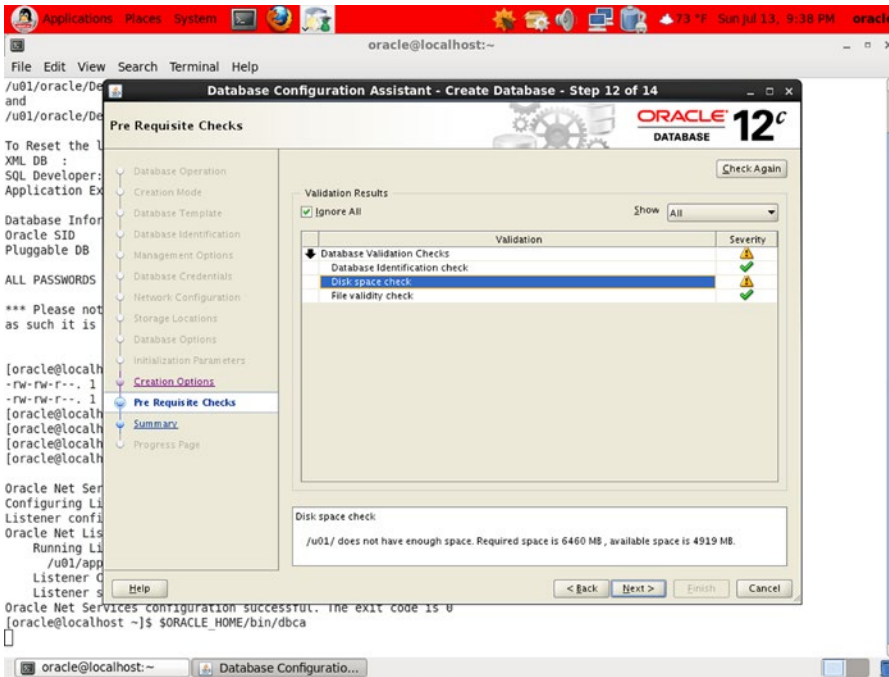 Applications Places System 73 °F Sun Jul 13, 9:38 PM oracle
oracle@localhost:~
File Edit View Search Terminal Help
/u01/oracle/De
and
/u01/oracle/De
To Reset the l
XML DB :
SQL Developer:
Application Ex
Database Infor
Oracle SID
Pluggable DB
ALL PASSWORDS
*** Please not
as such it is
[oracle@localh
-rw-rw-r--. 1
-rw-rw-r--. 1
[oracle@localh
[oracle@localh
[oracle@localh
[oracle@localh
Oracle Net Ser
Configuring Li
Listener confi
Oracle Net Lis
Running Li
/u01/app
Listener C
Listener s
Oracle Net Services configuration successful. The exit code is 0
[oracle@localhost ~]$ $ORACLE_HOME/bin/dbca
Database Configuration Assistant - Create Database - Step 12 of 14
Pre Requisite Checks
ORACLE DATABASE 12c
Database Operation
Creation Mode
Database Template
Database Identification
Management Options
Database Credentials
Network Configuration
Storage Locations
Database Options
Initialization Parameters
Creation Options
Pre Requisite Checks
Summary
Progress Page
Check Again
Validation Results
Ignore All Show All
Validation Severity
Database Validation Checks
Database Identification check
Disk space check
File validity check
Disk space check
/u01/ does not have enough space. Required space is 6460 MB , available space is 4919 MB.
Help < Back Next > Finish Cancel
oracle@localhost:~ Database Configuratio...